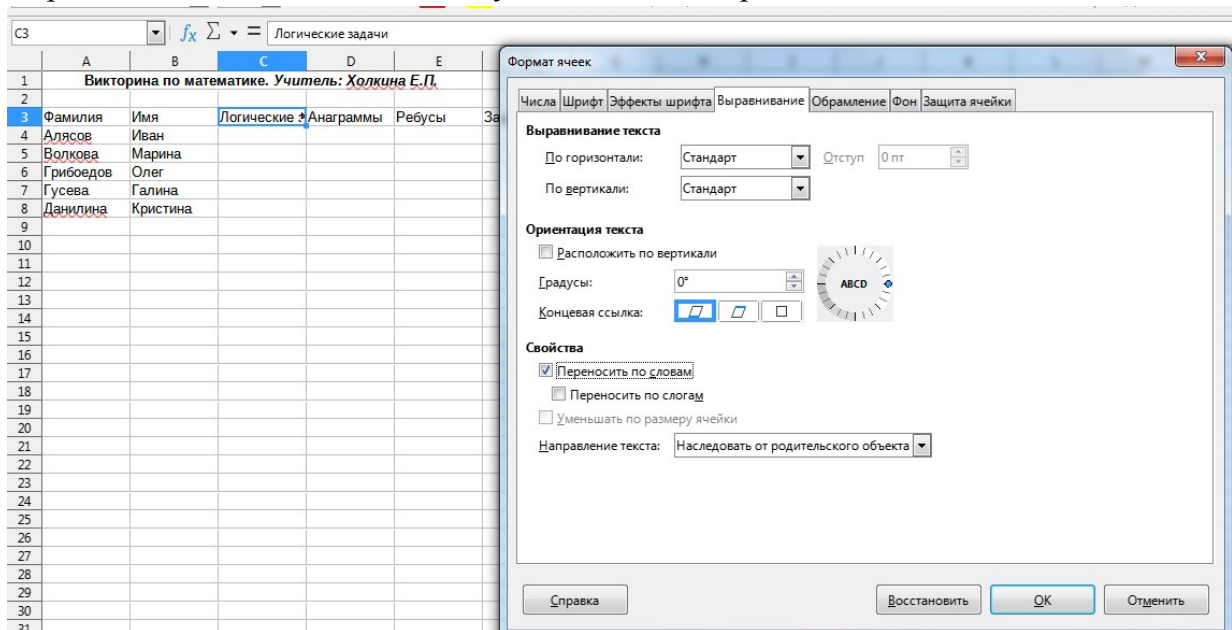 C3 fx Σ = Логические задачи
A B C D E
1 Викторина по математике. Учитель: Холкина Е.П.
2
3 Фамилия Имя Логические Анаграммы Ребусы За
4 Алясов Иван
5 Волкова Марина
6 Грибоедов Олег
7 Гусева Галина
8 Данилина Кристина
9
10
11
12
13
14
15
16
17
18
19
20
21
22
23
24
25
26
27
28
29
30
31
Формат ячеек
Числа Шрифт Эффекты шрифта Выравнивание Обрамление Фон Защита ячейки
Выравнивание текста
По горизонтали: Стандарт Отступ 0 пт
По вертикали: Стандарт
Ориентация текста
Расположить по вертикали
Градусы: 0° ABCD
Концевая ссылка:
Свойства
Переносить по словам
Переносить по слогам
Уменьшать по размеру ячейки
Направление текста: Наследовать от родительского объекта
Справка Восстановить OK Отменить